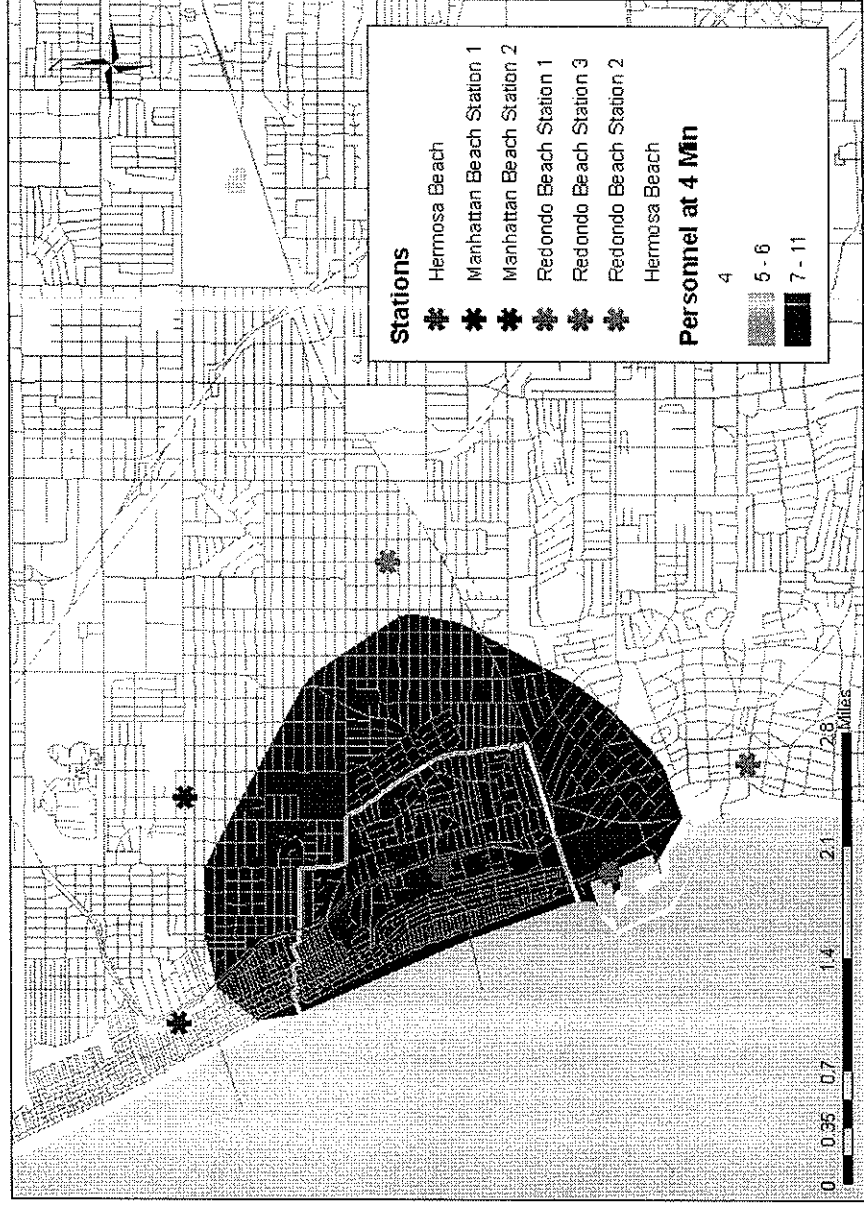 Stations
Hermosa Beach
Manhattan Beach Station 1
Manhattan Beach Station 2
Redondo Beach Station 1
Redondo Beach Station 3
Redondo Beach Station 2
Hermosa Beach
Personnel at 4 Min
4
5 - 6
7 - 11
0 0.35 0.7 1.4 2.1 2.8
Miles